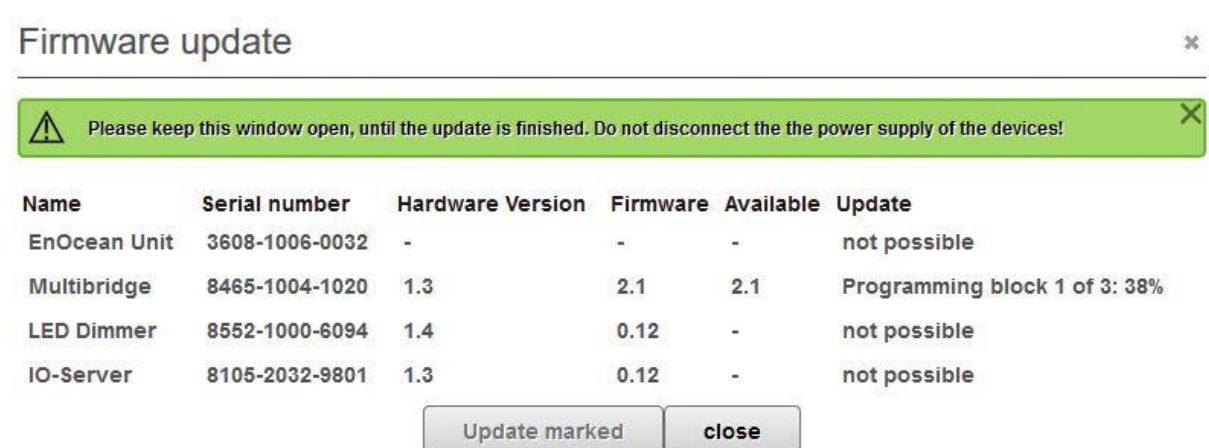 Firmware update
Please keep this window open, until the update is finished. Do not disconnect the the power supply of the devices!
Name Serial number Hardware Version Firmware Available Update
EnOcean Unit 3608-1006-0032 - - - not possible
Multibridge 8465-1004-1020 1.3 2.1 2.1 Programming block 1 of 3: 38%
LED Dimmer 8552-1000-6094 1.4 0.12 - not possible
IO-Server 8105-2032-9801 1.3 0.12 - not possible
Update marked close